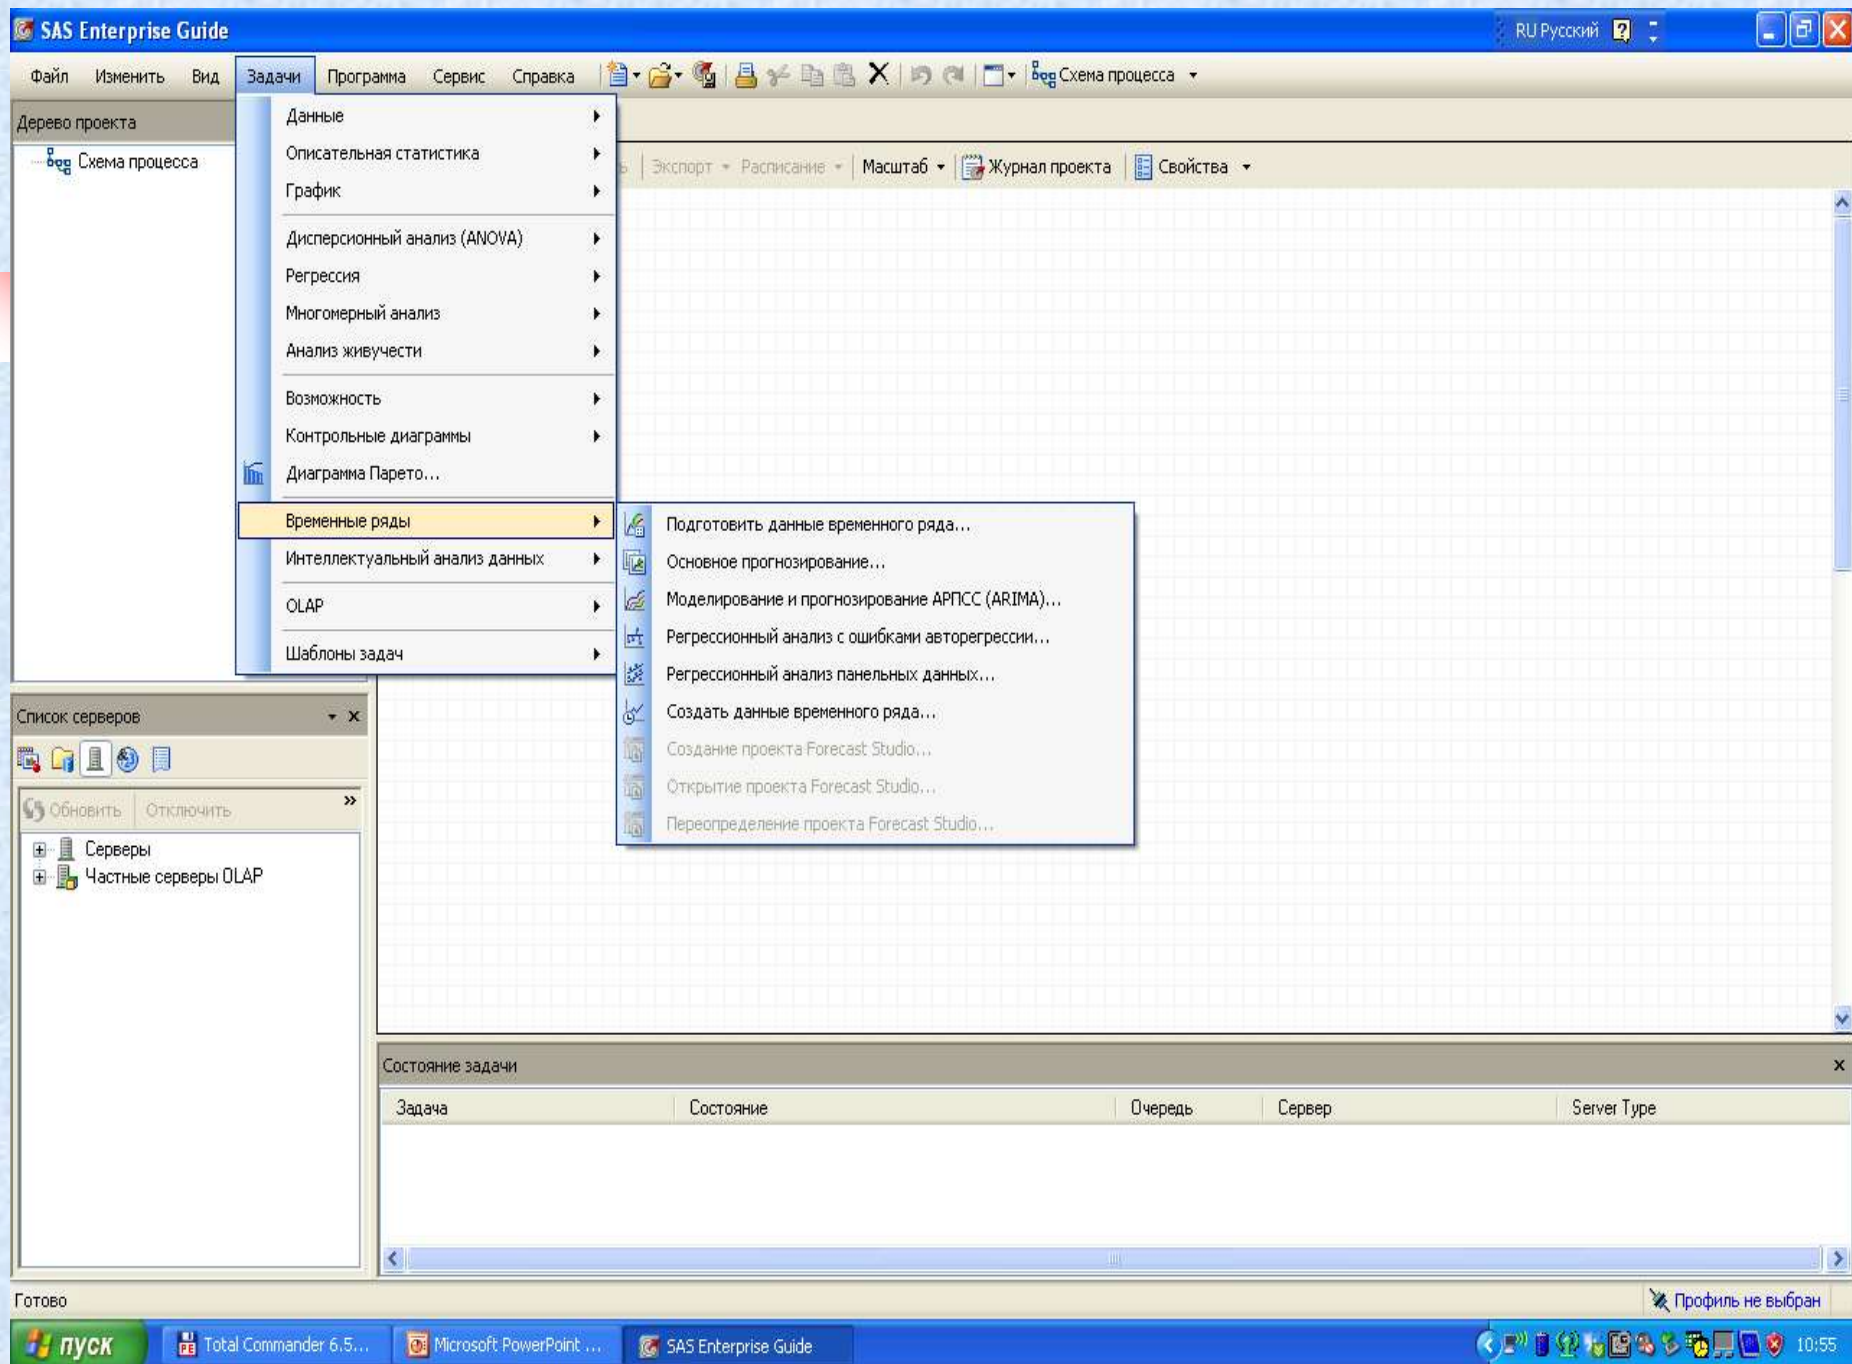 SAS Enterprise Guide
RU Русский
Файл Изменить Вид Задачи Программа Сервис Справка Схема процесса
Дерево проекта
Схема процесса
Экспорт Расписание Масштаб Журнал проекта Свойства
Данные
Описательная статистика
График
Дисперсионный анализ (ANOVA)
Регрессия
Многомерный анализ
Анализ живучести
Возможность
Контрольные диаграммы
Диаграмма Парето...
Временные ряды
Интеллектуальный анализ данных
OLAP
Шаблоны задач
Подготовить данные временного ряда...
Основное прогнозирование...
Моделирование и прогнозирование АРПСС (ARIMA)...
Регрессионный анализ с ошибками авторегрессии...
Регрессионный анализ панельных данных...
Создать данные временного ряда...
Создание проекта Forecast Studio...
Открытие проекта Forecast Studio...
Переопределение проекта Forecast Studio...
Список серверов
Обновить Отключить
Серверы
Частные серверы OLAP
Состояние задачи
Задача Состояние Очередь Сервер Server Type
Готово
Профиль не выбран
пуск Total Commander 6.5... Microsoft PowerPoint ... SAS Enterprise Guide 10:55